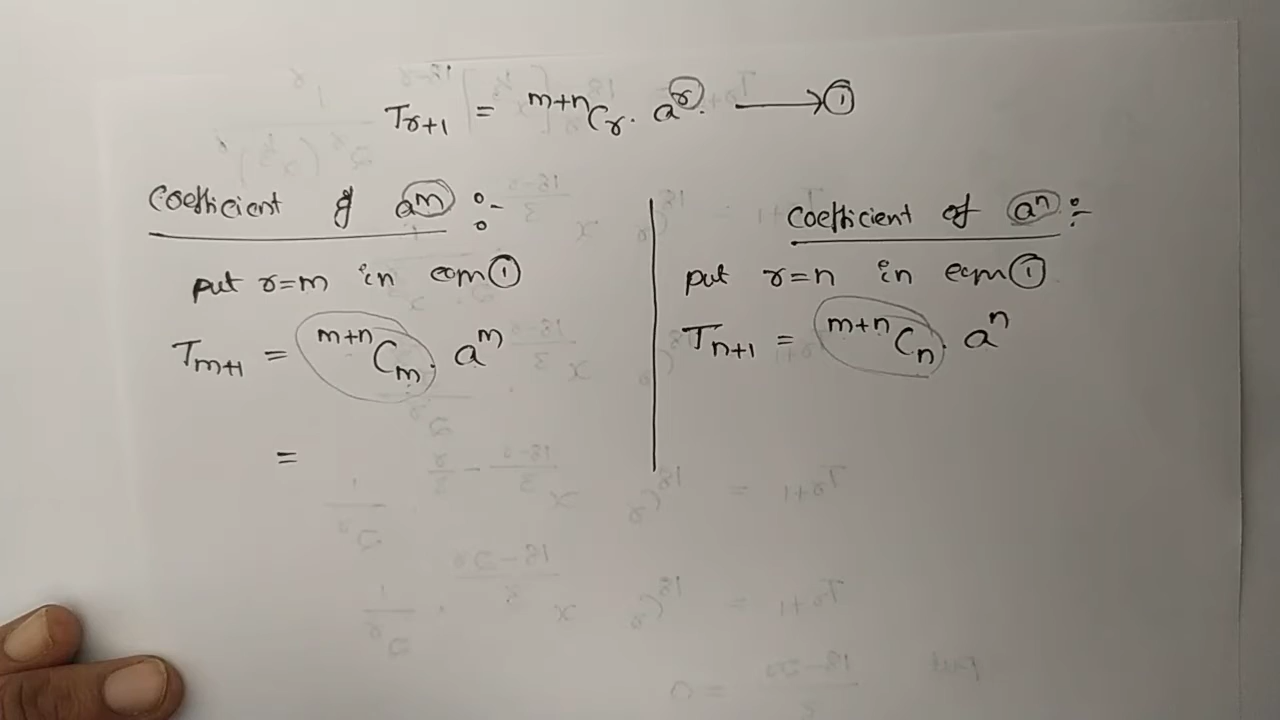 Tr+1 = m+nCr. a^r. → ①
Coefficient of a^m :-
put r=m in eqn ①
Tm+1 = m+nCm. a^m
=
coefficient of a^n :-
put r=n in eqn ①
Tn+1 = m+nCn. a^n